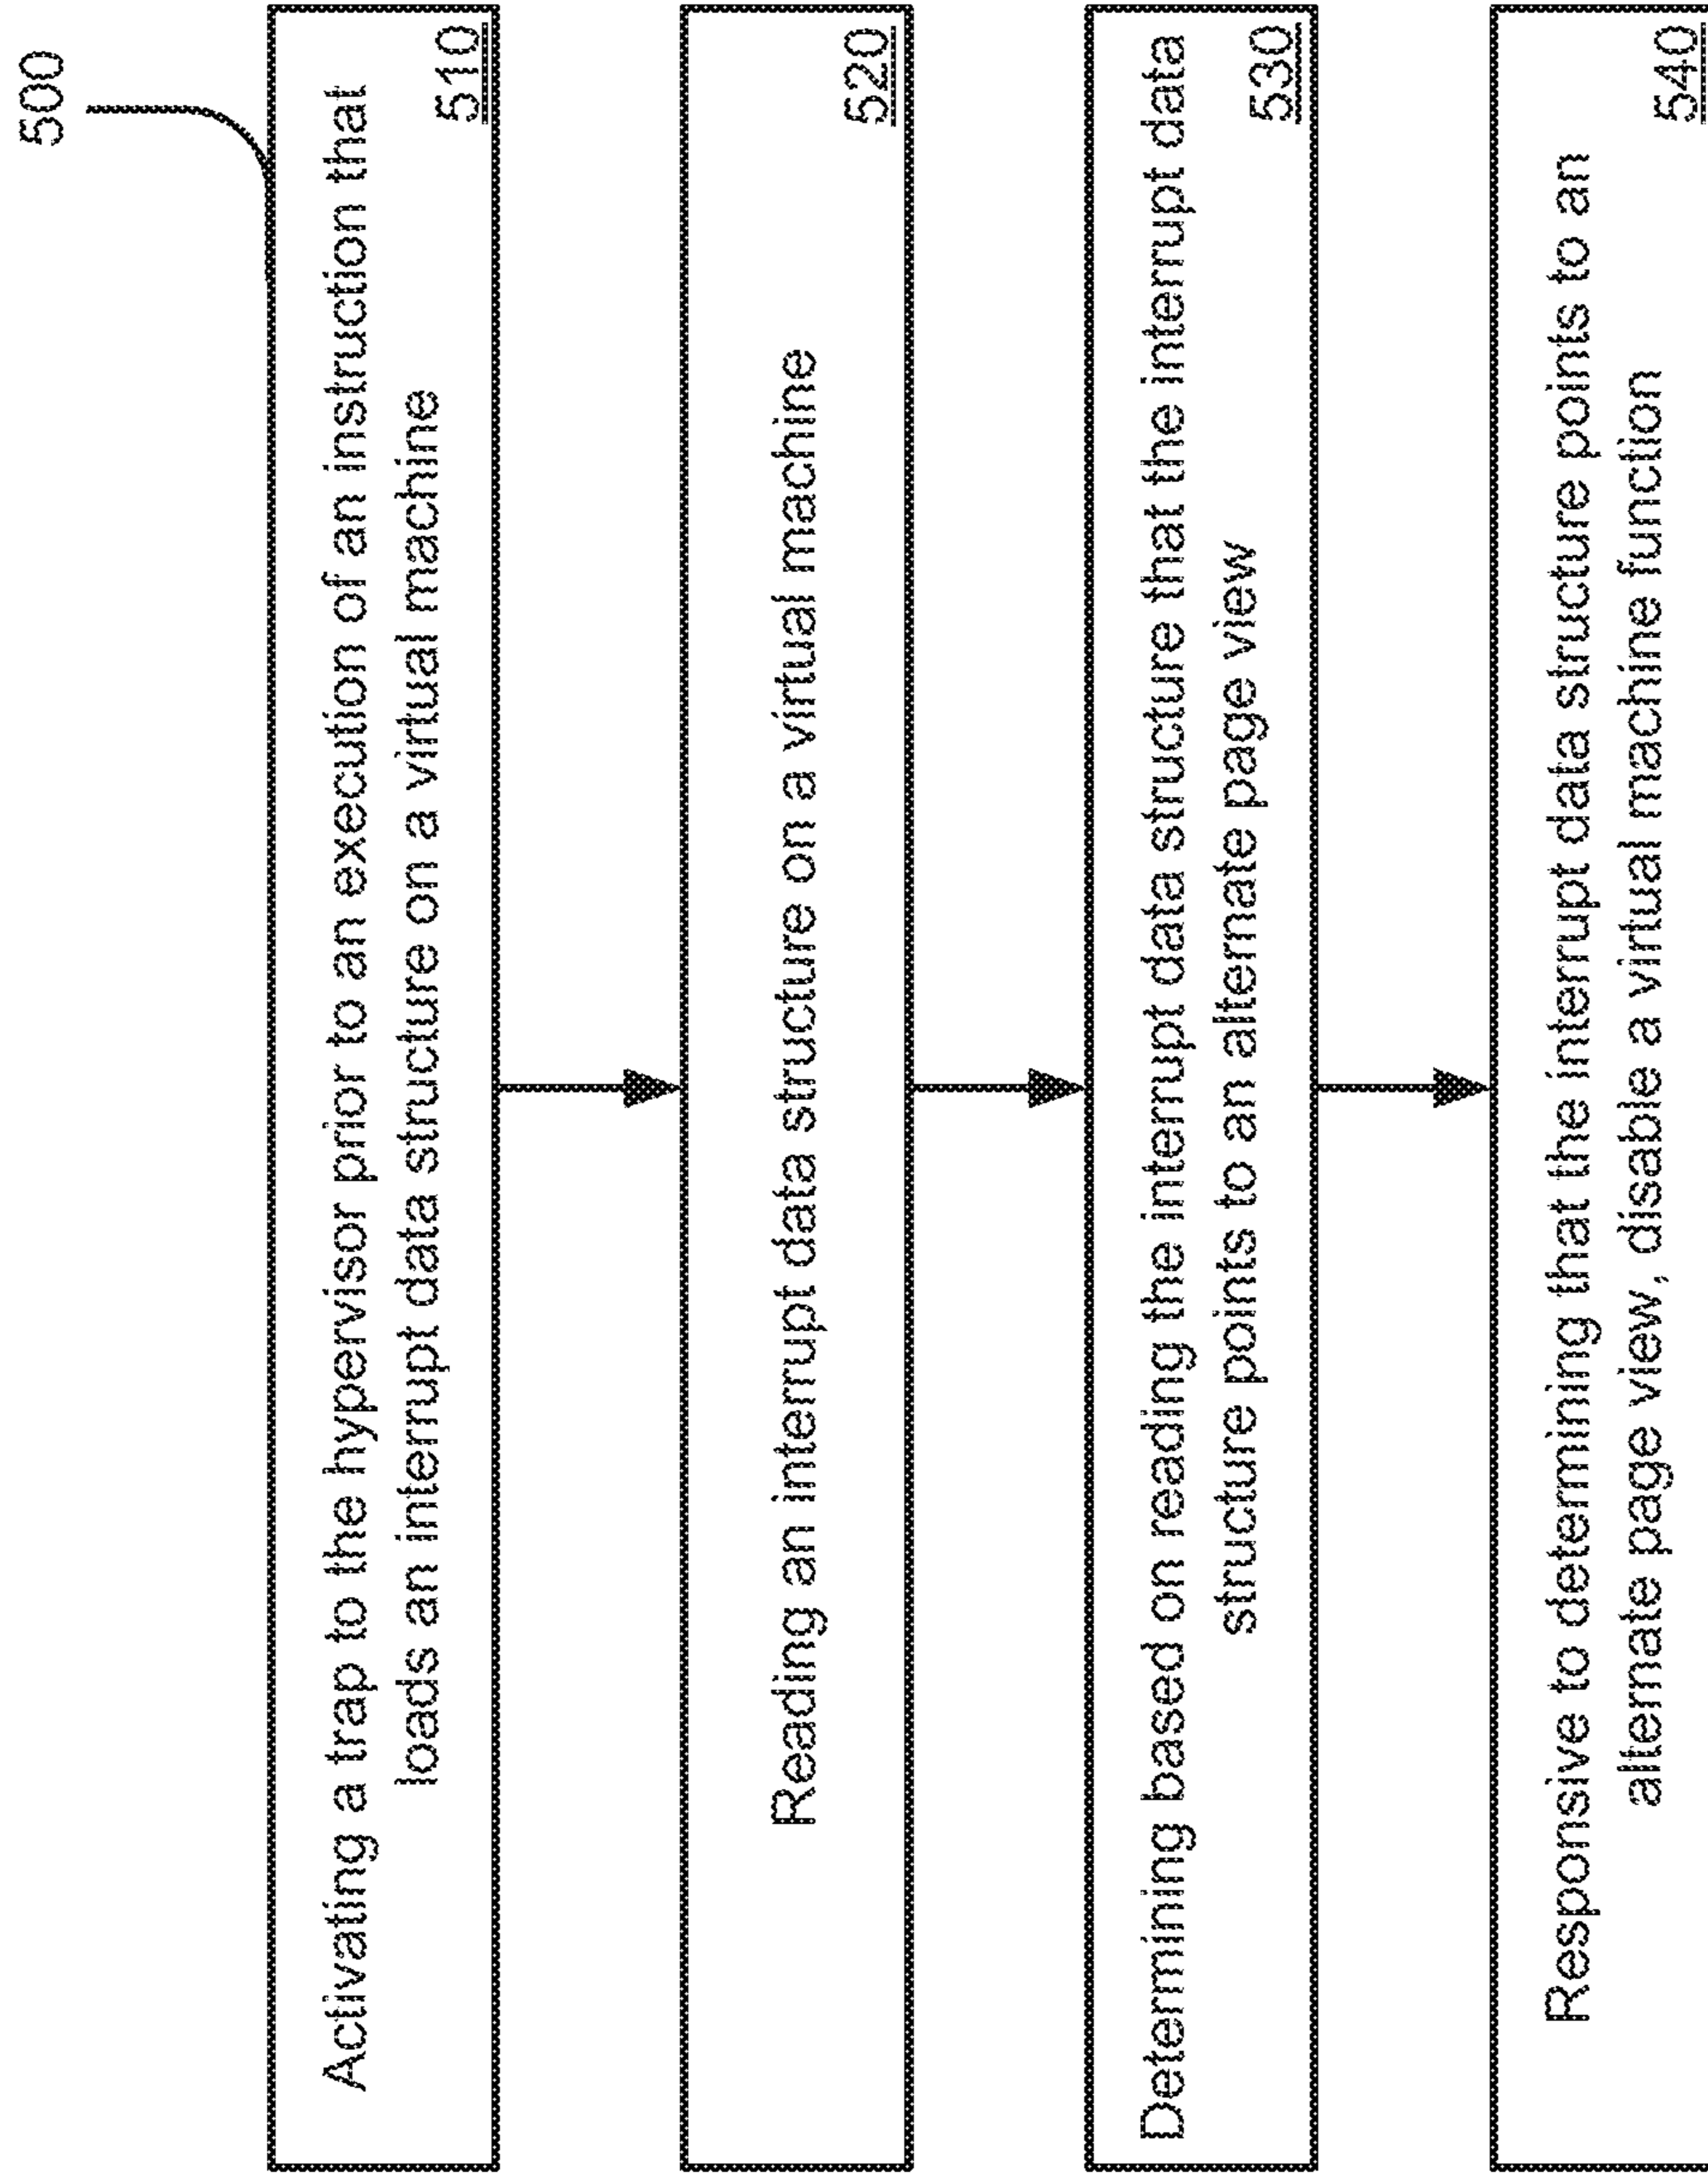 500
Activating a trap to the hypervisor prior to an execution of an instruction that
loads an interrupt data structure on a virtual machine
510
Reading an interrupt data structure on a virtual machine
520
Determining based on reading the interrupt data structure that the interrupt data
structure points to an alternate page view
530
Responsive to determining that the interrupt data structure points to an
alternate page view, disable a virtual machine function
540